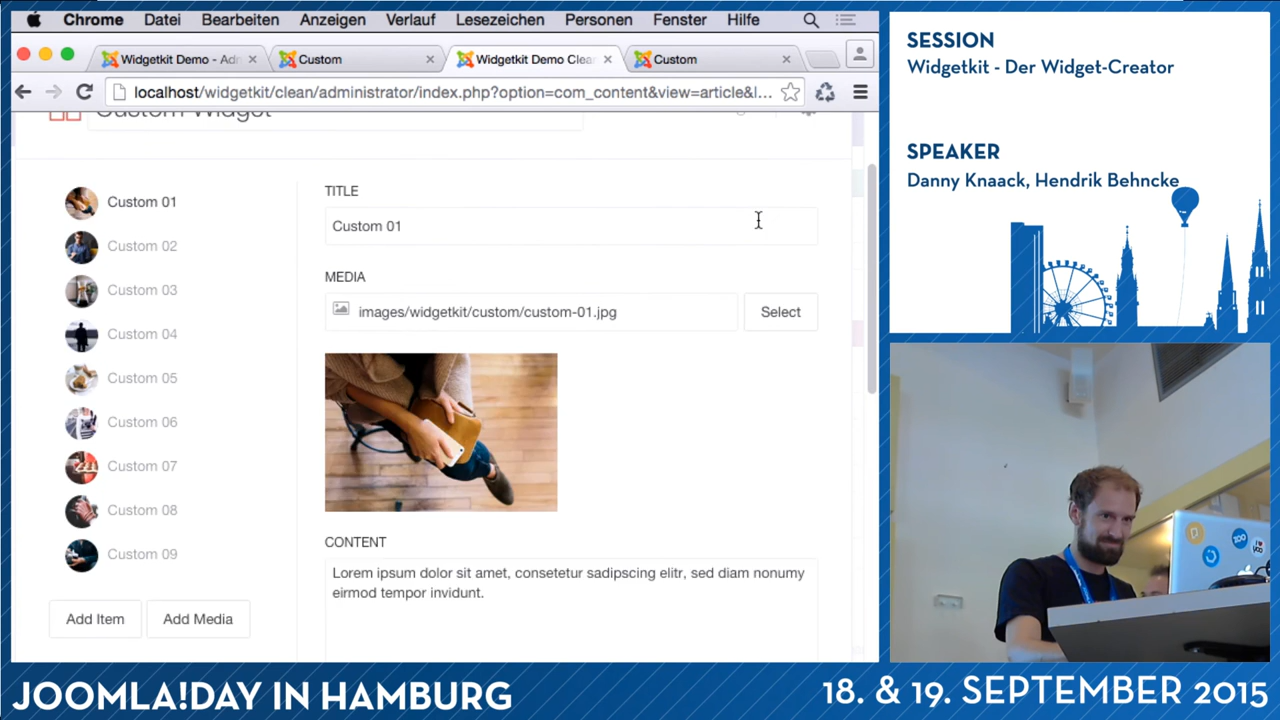 Chrome Datei Bearbeiten Anzeigen Verlauf Lesezeichen Personen Fenster Hilfe
Widgetkit Demo - Adr
Custom
Widgetkit Demo Clea
Custom
localhost/widgetkit/clean/administrator/index.php?option=com_content&view=article&l...
Custom Widget
Custom 01
Custom 02
Custom 03
Custom 04
Custom 05
Custom 06
Custom 07
Custom 08
Custom 09
Add Item
Add Media
TITLE
Custom 01
MEDIA
images/widgetkit/custom/custom-01.jpg
Select
CONTENT
Lorem ipsum dolor sit amet, consetetur sadipscing elitr, sed diam nonumy
eirmod tempor invidunt.
SESSION
Widgetkit - Der Widget-Creator
SPEAKER
Danny Knaack, Hendrik Behncke
ZOO
JOOMLA!DAY IN HAMBURG
18. & 19. SEPTEMBER 2015